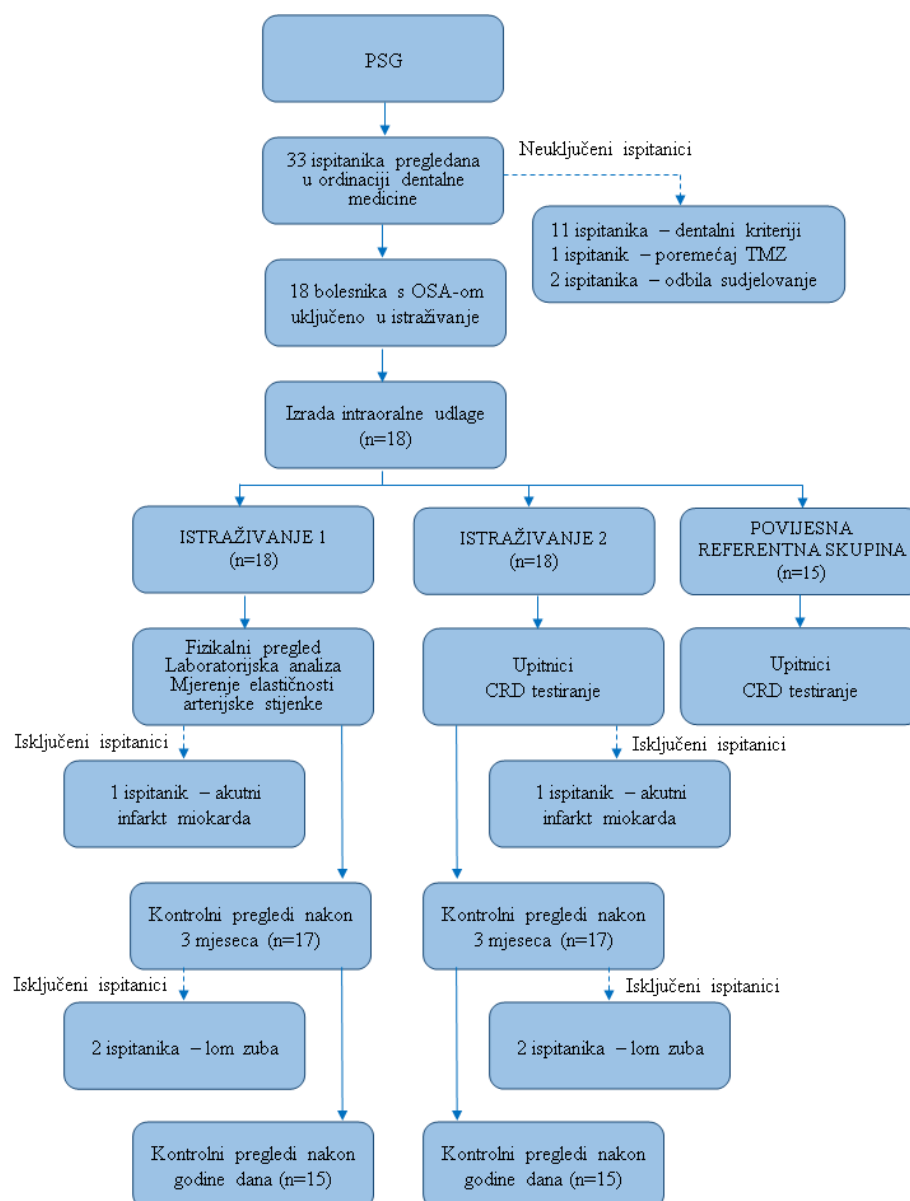 PSG
33 ispitanika pregledana
u ordinaciji dentalne
medicine
Neuključeni ispitanici
11 ispitanika – dentalni kriteriji
1 ispitanik – poremećaj TMZ
2 ispitanika – odbila sudjelovanje
18 bolesnika s OSA-om
uključeno u istraživanje
Izrada intraoralne udlage
(n=18)
ISTRAŽIVANJE 1
(n=18)
ISTRAŽIVANJE 2
(n=18)
POVIJESNA
REFERENTNA SKUPINA
(n=15)
Fizikalni pregled
Laboratorijska analiza
Mjerenje elastičnosti
arterijske stijenke
Upitnici
CRD testiranje
Upitnici
CRD testiranje
Isključeni ispitanici
Isključeni ispitanici
1 ispitanik – akutni
infarkt miokarda
1 ispitanik – akutni
infarkt miokarda
Kontrolni pregledi nakon
3 mjeseca (n=17)
Kontrolni pregledi nakon
3 mjeseca (n=17)
Isključeni ispitanici
Isključeni ispitanici
2 ispitanika – lom zuba
2 ispitanika – lom zuba
Kontrolni pregledi nakon
godine dana (n=15)
Kontrolni pregledi nakon
godine dana (n=15)